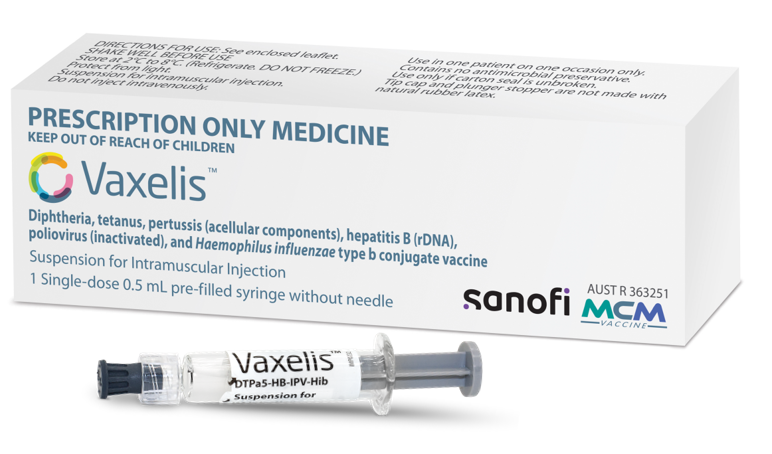 DIRECTIONS FOR USE: See enclosed leaflet.
SHAKE WELL BEFORE USE
Store at 2°C to 8°C. (Refrigerate. DO NOT FREEZE.)
Protect from light.
Suspension for intramuscular injection.
Do not inject intravenously.
Use in one patient on one occasion only.
Contains no antimicrobial preservative.
Use only if carton seal is unbroken.
Tip cap and plunger stopper are not made with
natural rubber latex.
PRESCRIPTION ONLY MEDICINE
KEEP OUT OF REACH OF CHILDREN
Vaxelis™
Diphtheria, tetanus, pertussis (acellular components), hepatitis B (rDNA),
poliovirus (inactivated), and Haemophilus influenzae type b conjugate vaccine
Suspension for Intramuscular Injection
1 Single-dose 0.5 mL pre-filled syringe without needle
sanofi
AUST R 363251
MCM
VACCINE
Vaxelis™
DTPa5-HB-IPV-Hib
Suspension for